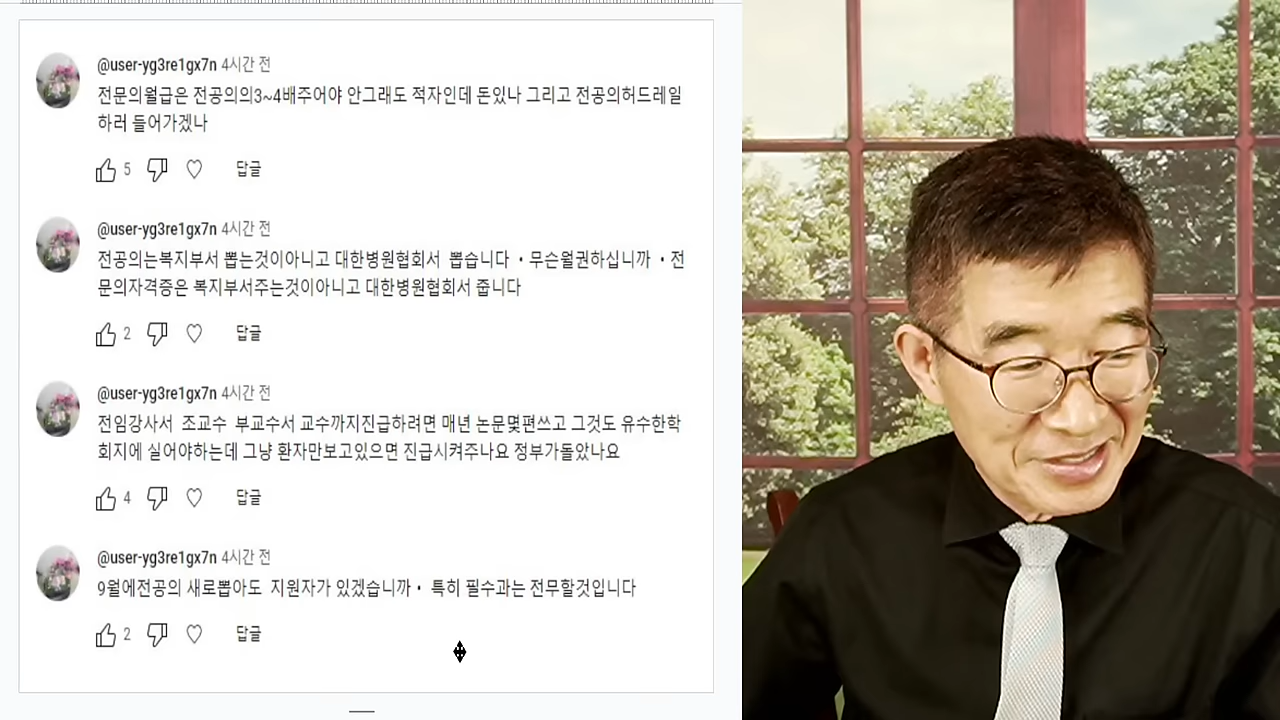 @user-yg3re1gx7n 4시간 전
전문의월급은 전공의의3~4배주어야 안그래도 적자인데 돈있나 그리고 전공의허드레일
하러 들어가겠나
5 답글
@user-yg3re1gx7n 4시간 전
전공의는복지부서 뽑는것이아니고 대한병원협회서 뽑습니다 • 무슨월권하십니까 • 전
문의자격증은 복지부서주는것이아니고 대한병원협회서 줍니다
2 답글
@user-yg3re1gx7n 4시간 전
전임강사서 조교수 부교수서 교수까지진급하려면 매년 논문몇편쓰고 그것도 유수한학
회지에 실어야하는데 그냥 환자만보고있으면 진급시켜주나요 정부가돌았나요
4 답글
@user-yg3re1gx7n 4시간 전
9월에전공의 새로뽑아도 지원자가 있겠습니까 • 특히 필수과는 전무할것입니다
2 답글